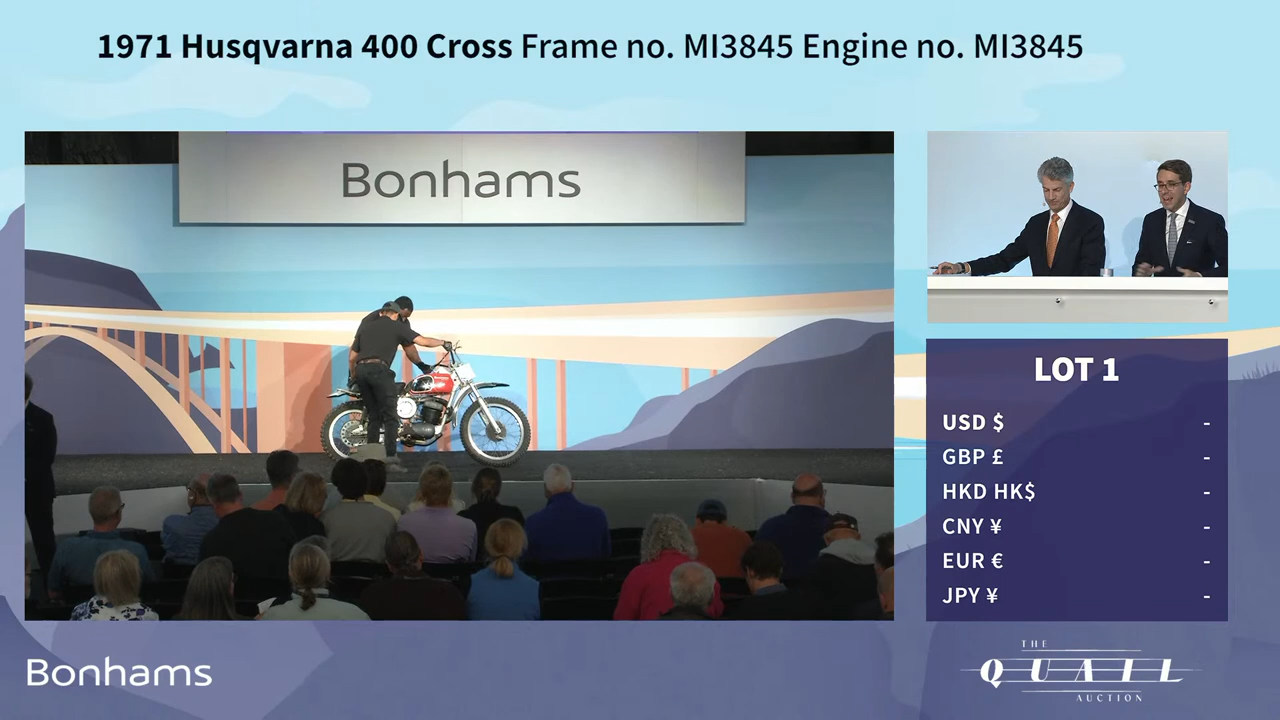 1971 Husqvarna 400 Cross Frame no. MI3845 Engine no. MI3845
Bonhams
LOT 1
USD $ -
GBP £ -
HKD HK$ -
CNY ¥ -
EUR € -
JPY ¥ -
Bonhams
THE
QUAIL
AUCTION